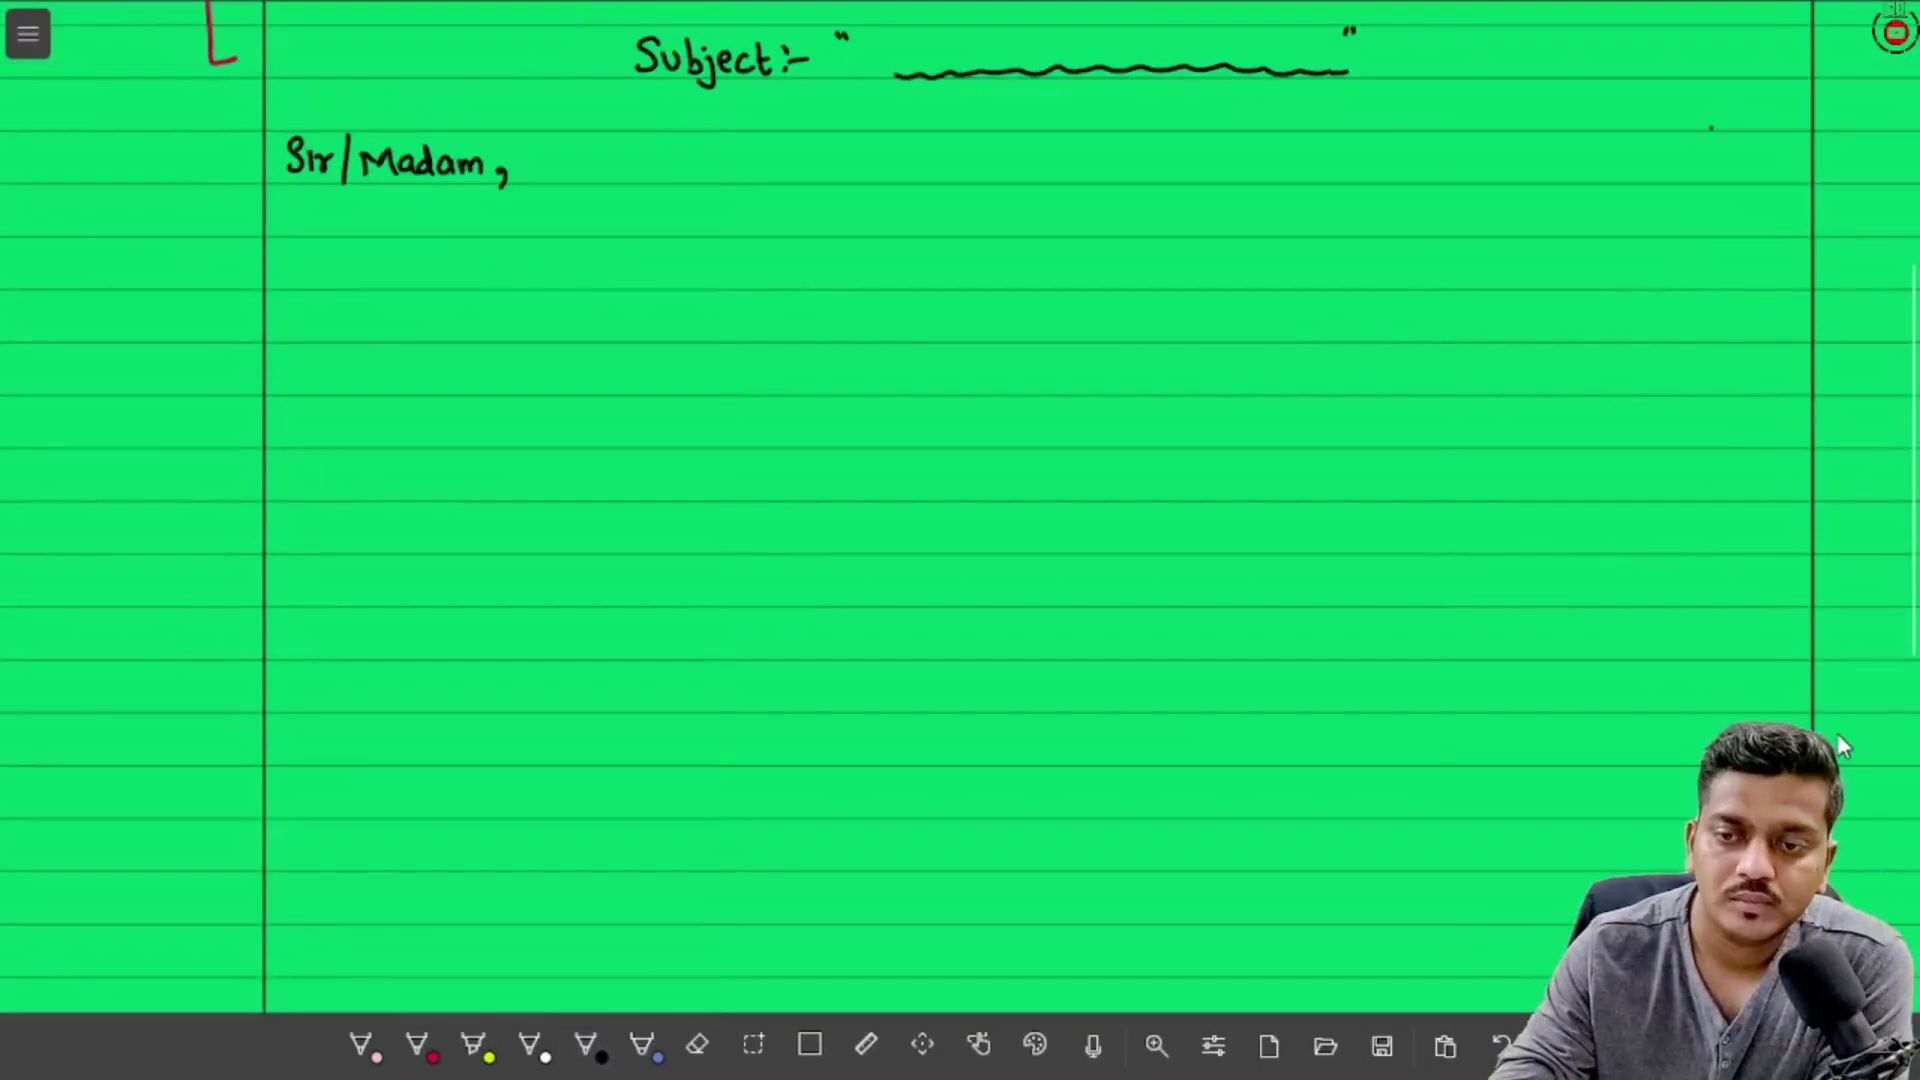 Subject:- " "
Sir/Madam,